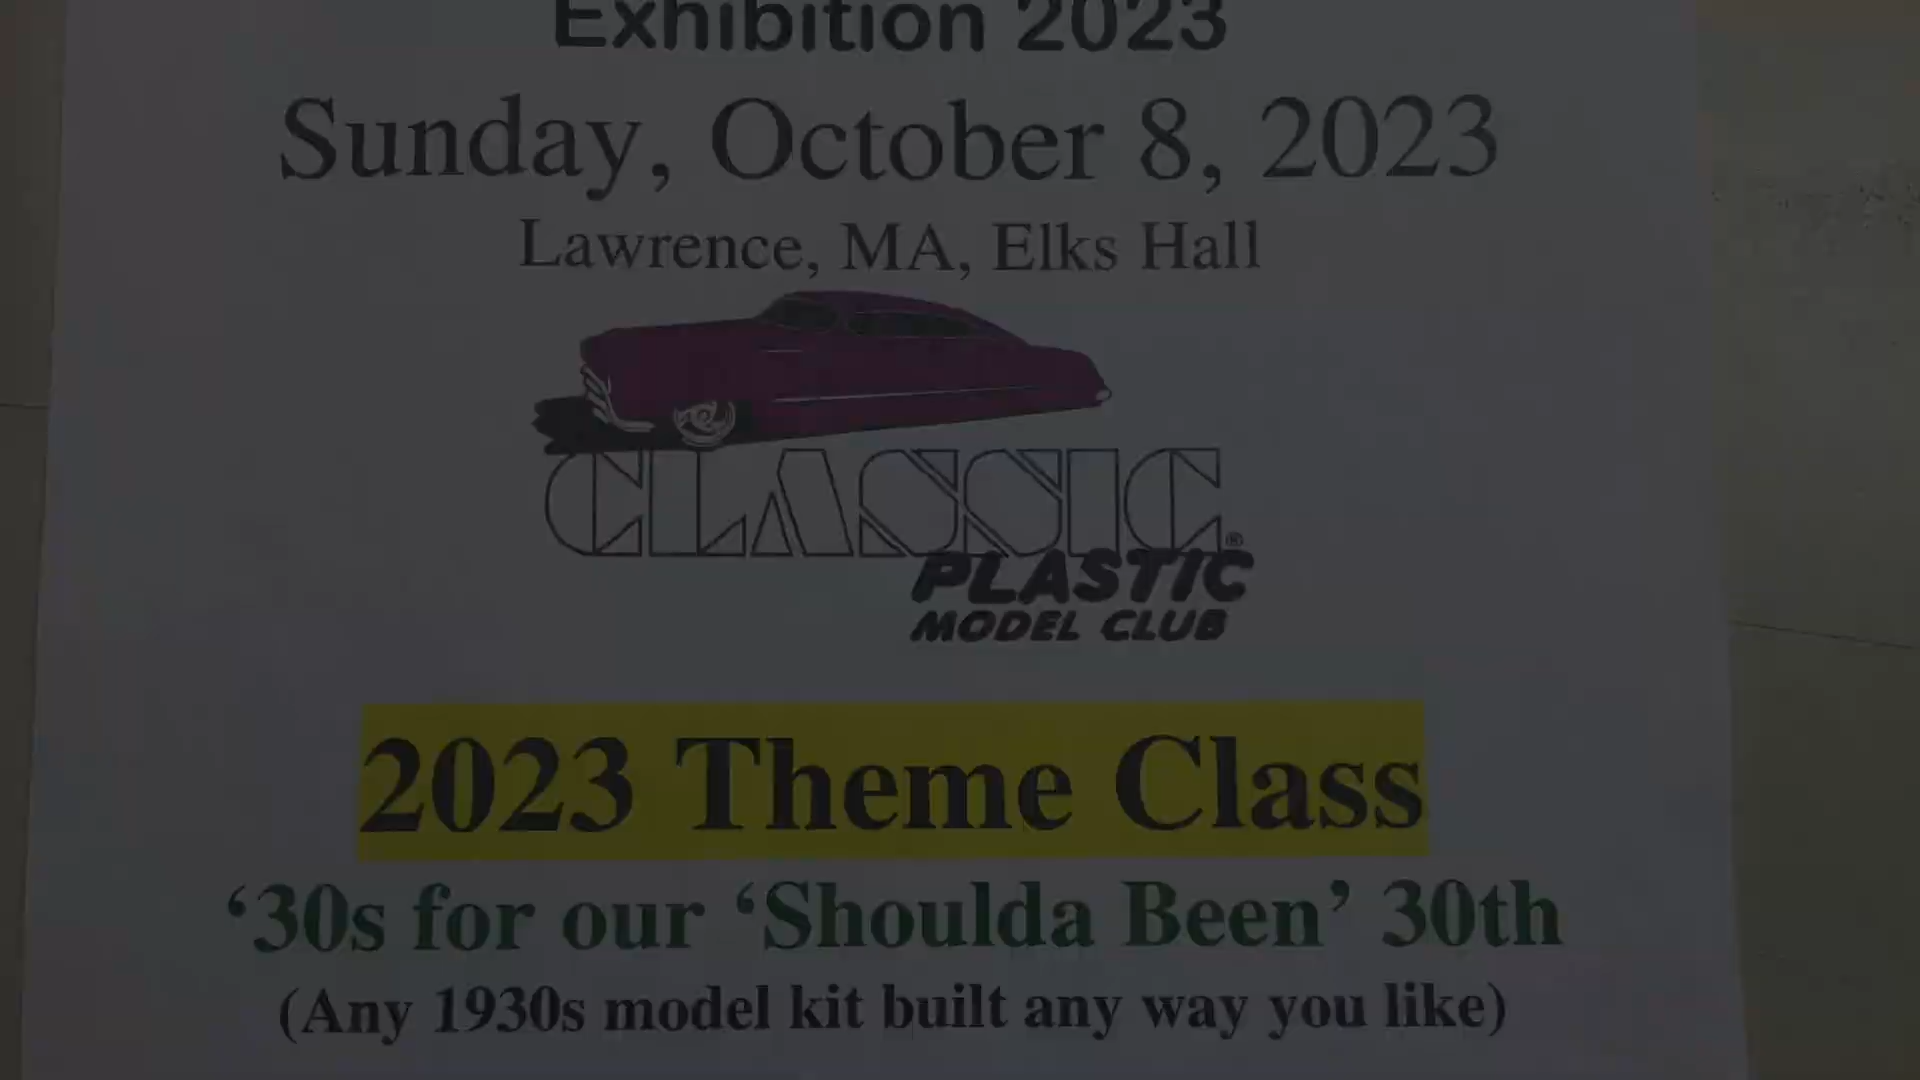 Exhibition 2023
Sunday, October 8, 2023
Lawrence, MA, Elks Hall
CLASSIC®
PLASTIC
MODEL CLUB
2023 Theme Class
‘30s for our ‘Shoulda Been’ 30th
(Any 1930s model kit built any way you like)